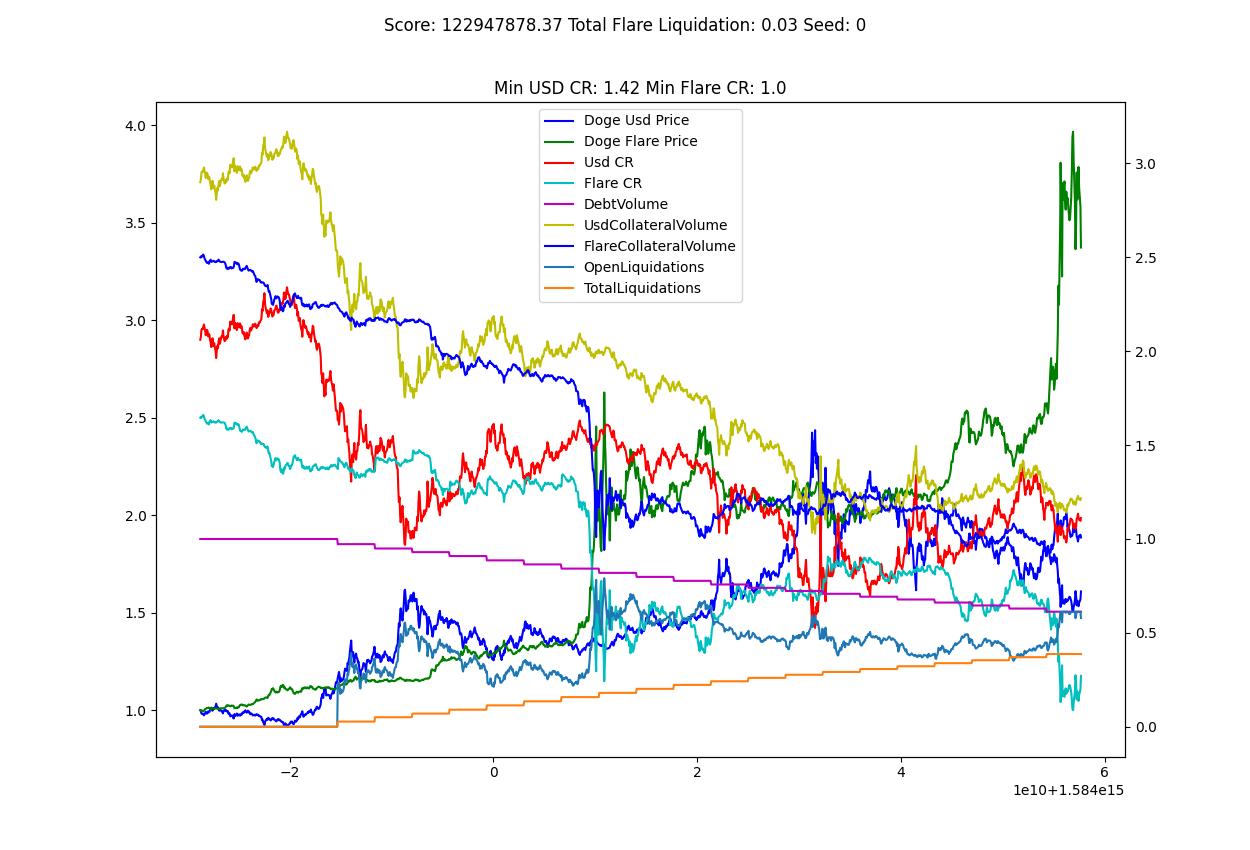 Score: 122947878.37 Total Flare Liquidation: 0.03 Seed: 0
Min USD CR: 1.42 Min Flare CR: 1.0
Doge Usd Price
Doge Flare Price
Usd CR
Flare CR
DebtVolume
UsdCollateralVolume
FlareCollateralVolume
OpenLiquidations
TotalLiquidations
4.0
3.5
3.0
2.5
2.0
1.5
1.0
3.0
2.5
2.0
1.5
1.0
0.5
0.0
−2 0 2 4 6
1e10+1.584e15